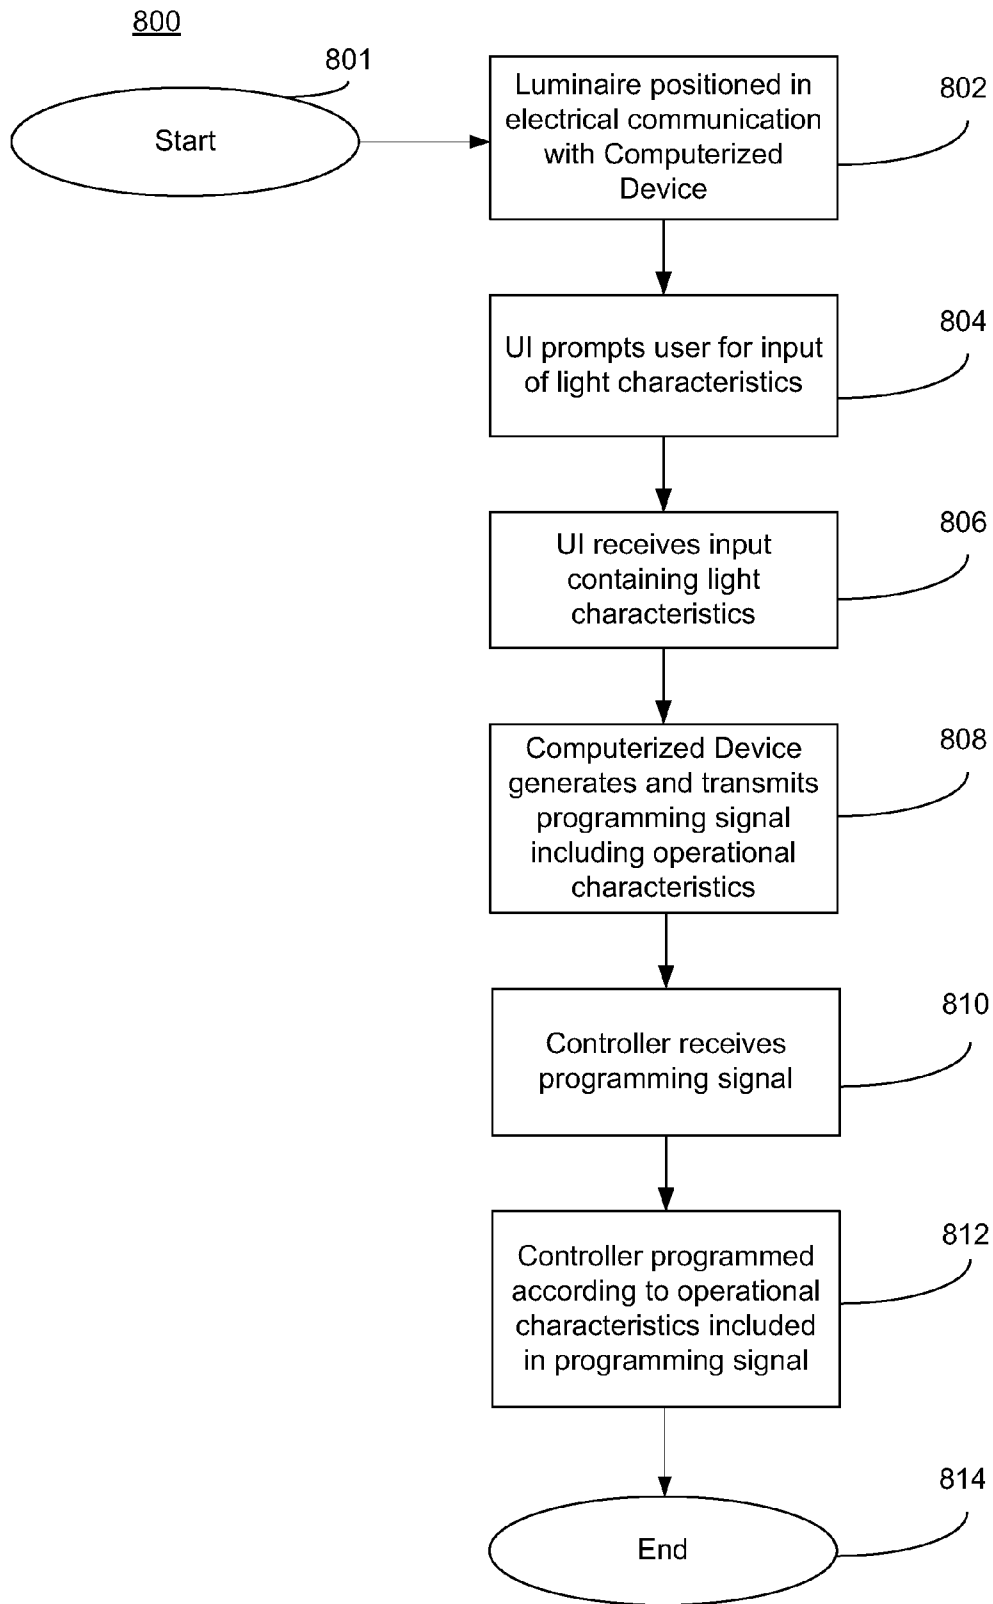 800
801
Start
Luminaire positioned in
electrical communication
with Computerized
Device
802
UI prompts user for input
of light characteristics
804
UI receives input
containing light
characteristics
806
Computerized Device
generates and transmits
programming signal
including operational
characteristics
808
Controller receives
programming signal
810
Controller programmed
according to operational
characteristics included
in programming signal
812
End
814